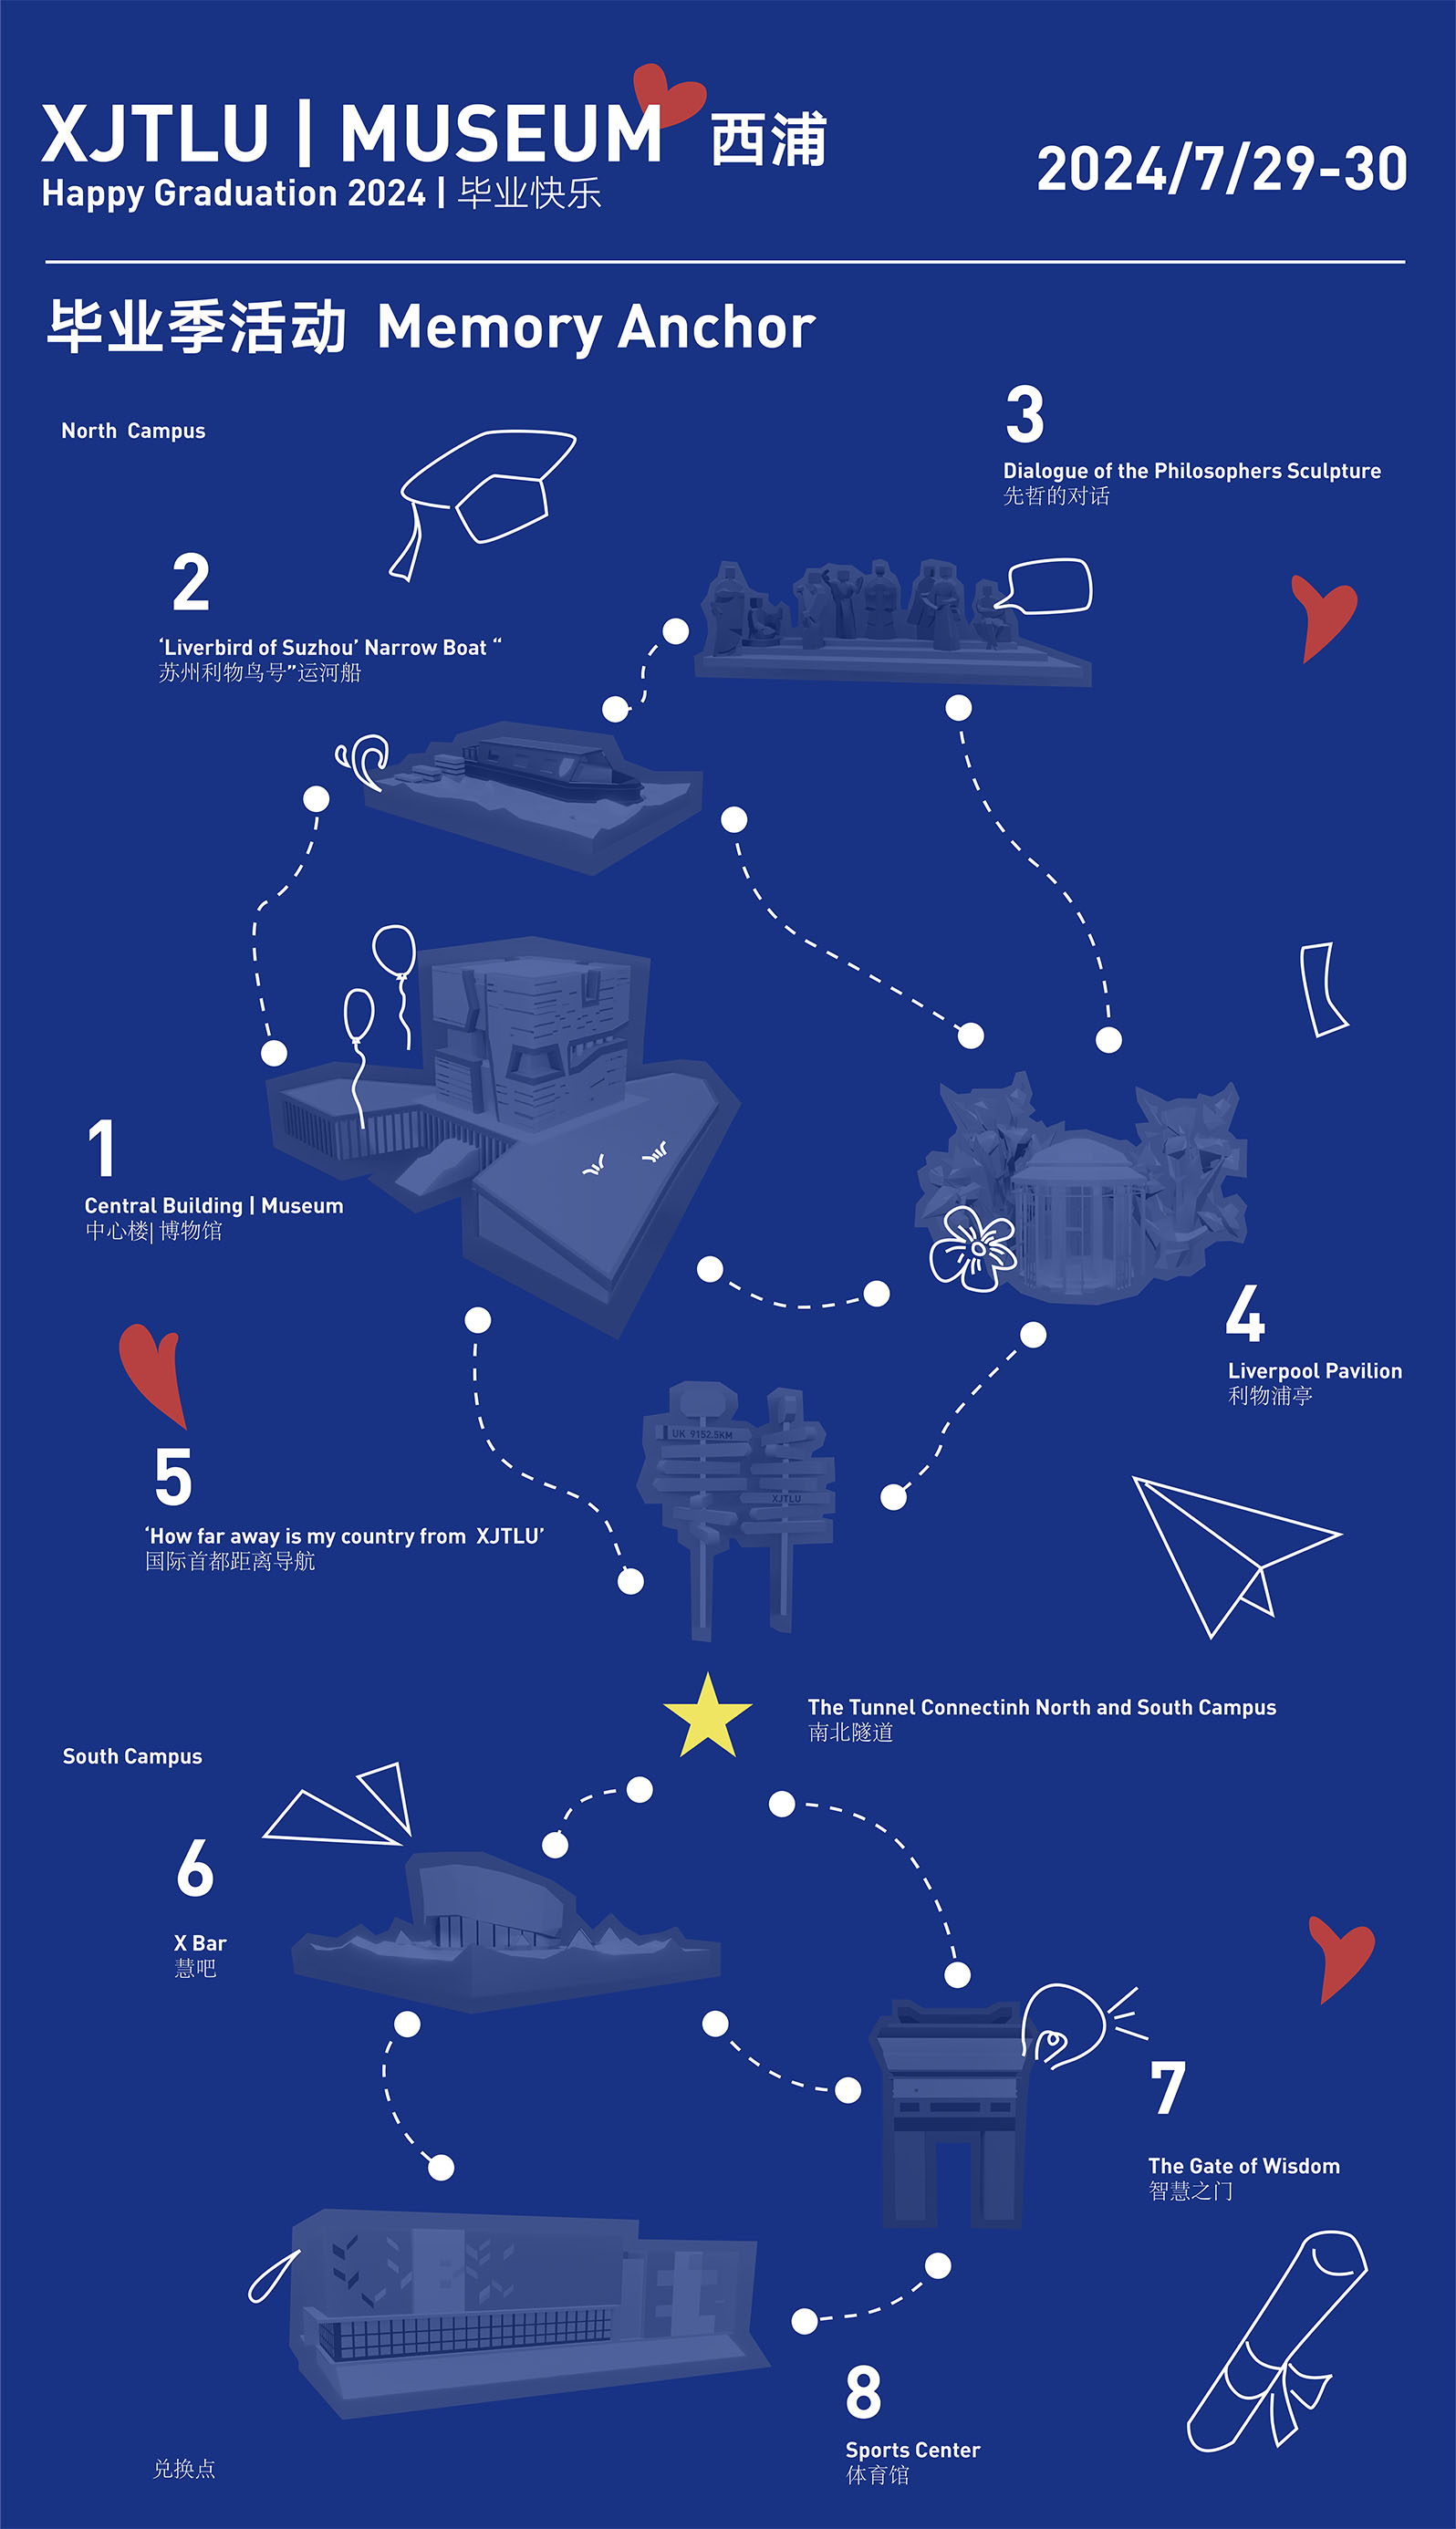 XJTLU | MUSEUM 西浦
Happy Graduation 2024 | 毕业快乐
2024/7/29-30
毕业季活动 Memory Anchor
North Campus
3
Dialogue of the Philosophers Sculpture
先哲的对话
2
‘Liverbird of Suzhou’ Narrow Boat “
苏州利物鸟号”运河船
1
Central Building | Museum
中心楼| 博物馆
4
Liverpool Pavilion
利物浦亭
UK 9152.5KM
XJTLU
5
‘How far away is my country from XJTLU’
国际首都距离导航
The Tunnel Connectinh North and South Campus
南北隧道
South Campus
6
X Bar
慧吧
7
The Gate of Wisdom
智慧之门
8
Sports Center
体育馆
兑换点